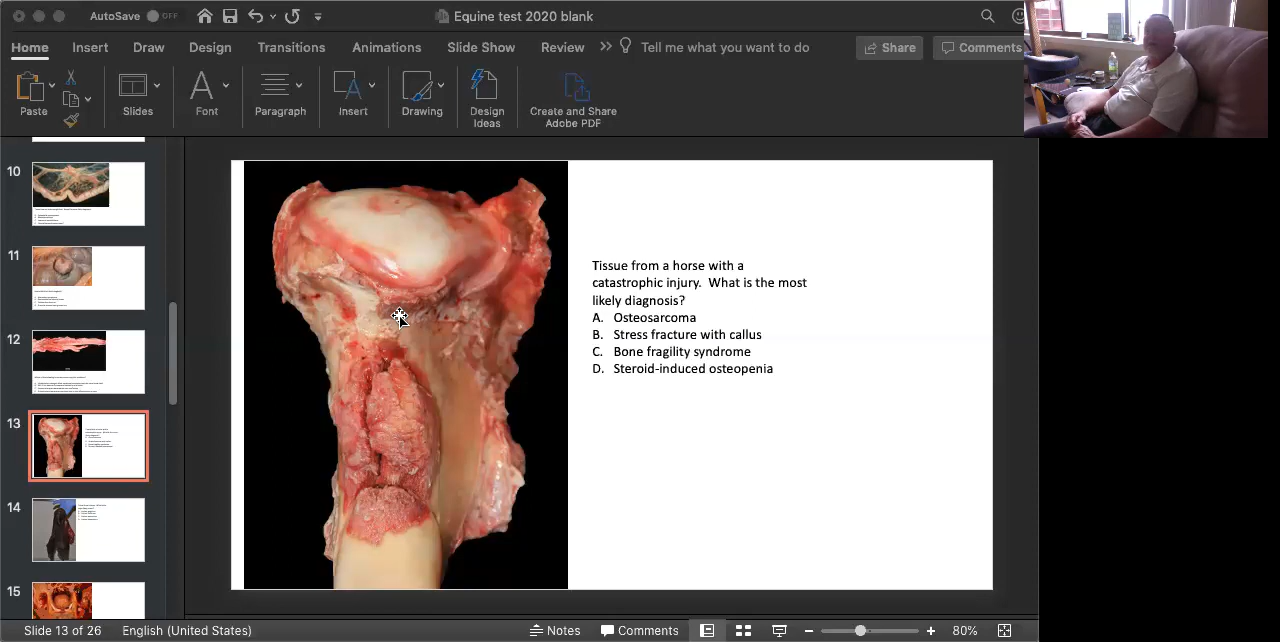 AutoSave OFF
Equine test 2020 blank
Home Insert Draw Design Transitions Animations Slide Show Review Tell me what you want to do Share Comments
Paste Slides Font Paragraph Insert Drawing Design Ideas Create and Share Adobe PDF
10
11
12
13
14
15
Tissue from a horse with a
catastrophic injury. What is the most
likely diagnosis?
A. Osteosarcoma
B. Stress fracture with callus
C. Bone fragility syndrome
D. Steroid-induced osteopenia
Slide 13 of 26 English (United States) Notes Comments 80%